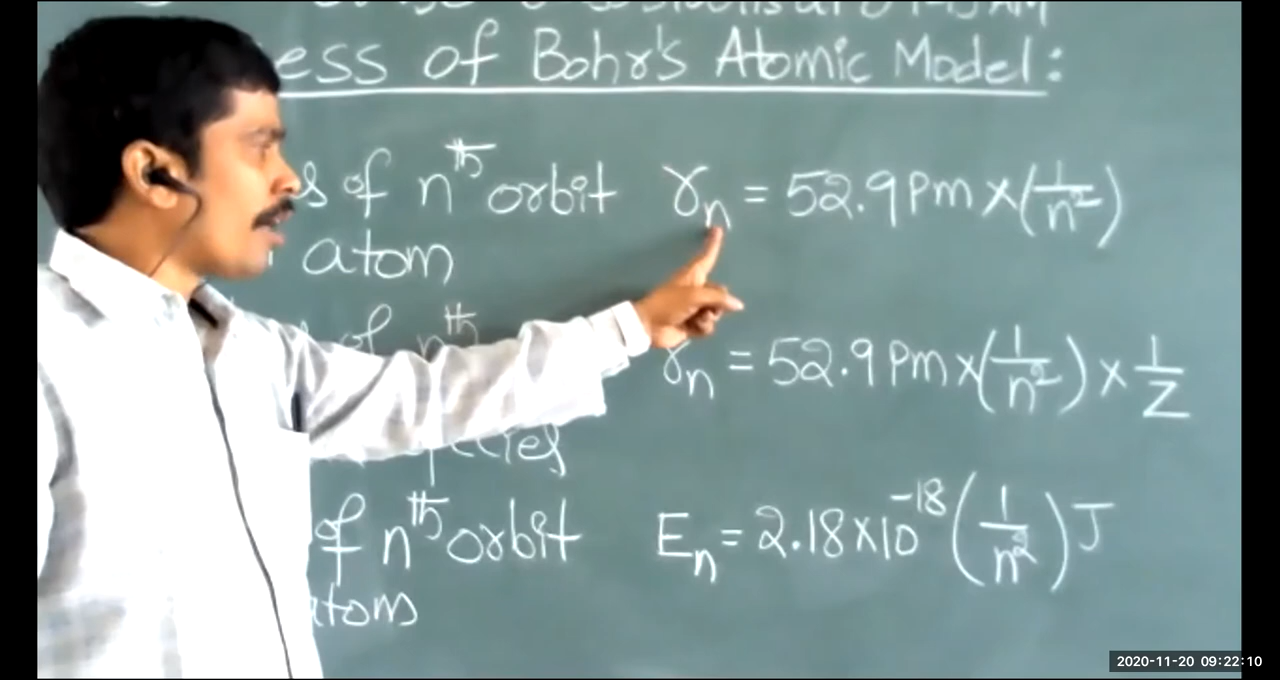 ess of Bohr's Atomic Model:
s of nth orbit rn = 52.9 pm × (1/n²)
atom
of nth
rn = 52.9 pm × (1/n²) × 1/Z
En = 2.18×10⁻¹⁸ (1/n²) J
of nth orbit
atoms
2020-11-20 09:22:10